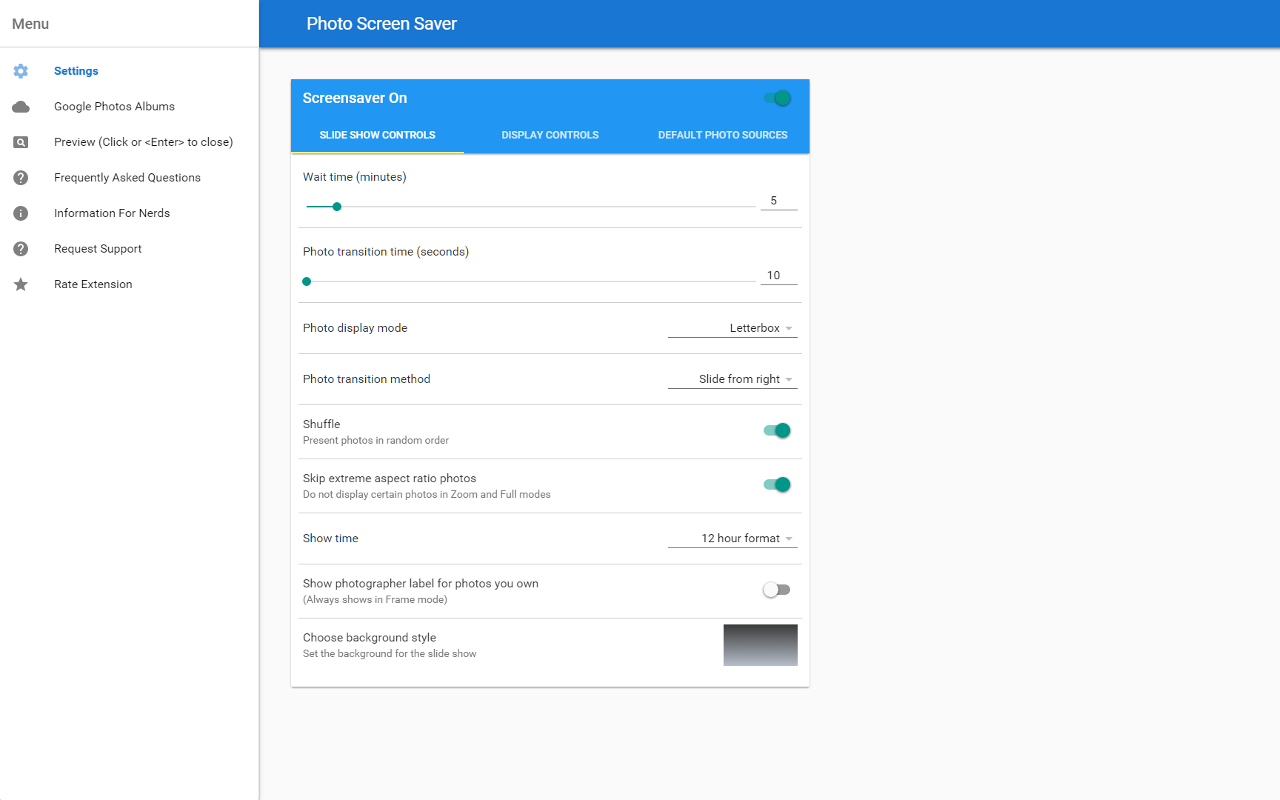 Menu
Photo Screen Saver
Settings
Google Photos Albums
Preview (Click or <Enter> to close)
Frequently Asked Questions
Information For Nerds
Request Support
Rate Extension
Screensaver On
SLIDE SHOW CONTROLS DISPLAY CONTROLS DEFAULT PHOTO SOURCES
Wait time (minutes)
5
Photo transition time (seconds)
10
Photo display mode Letterbox
Photo transition method Slide from right
Shuffle
Present photos in random order
Skip extreme aspect ratio photos
Do not display certain photos in Zoom and Full modes
Show time 12 hour format
Show photographer label for photos you own
(Always shows in Frame mode)
Choose background style
Set the background for the slide show